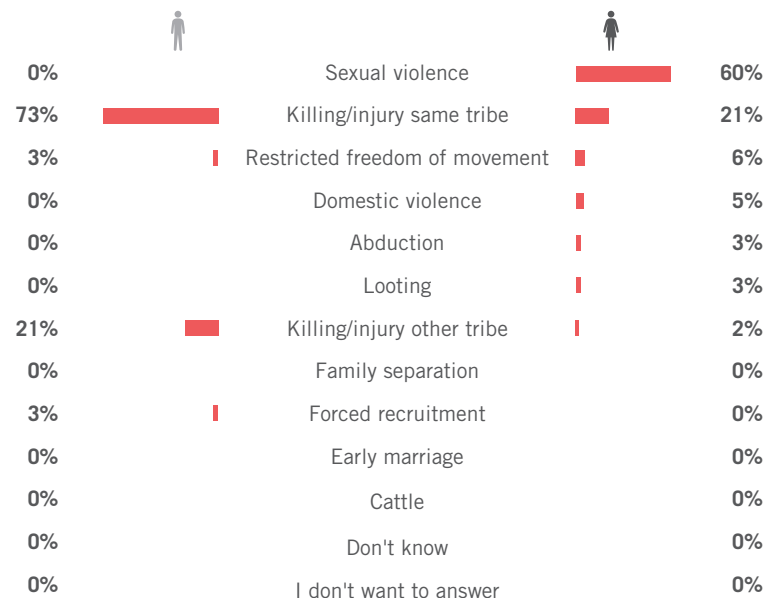 0% Sexual violence 60%
73% Killing/injury same tribe 21%
3% Restricted freedom of movement 6%
0% Domestic violence 5%
0% Abduction 3%
0% Looting 3%
21% Killing/injury other tribe 2%
0% Family separation 0%
3% Forced recruitment 0%
0% Early marriage 0%
0% Cattle 0%
0% Don't know 0%
0% I don't want to answer 0%